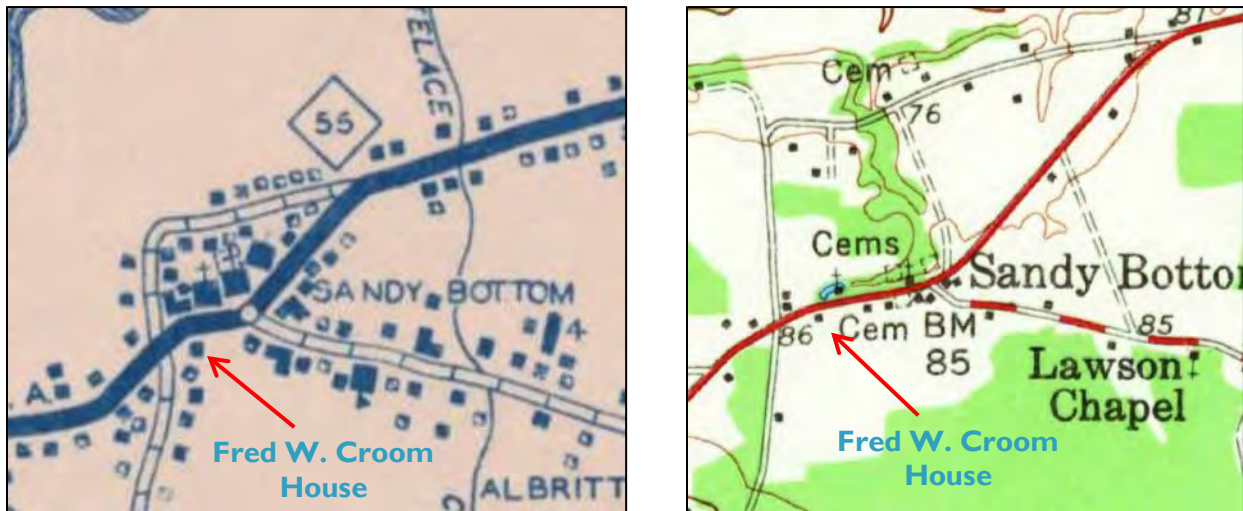 FELACE
55
SANDY BOTTOM
4
A.
Fred W. Croom
House
ALBRITT
Cem
76
Cems
Sandy Bottom
86
Cem BM
85
85
Lawson
Chapel
Fred W. Croom
House